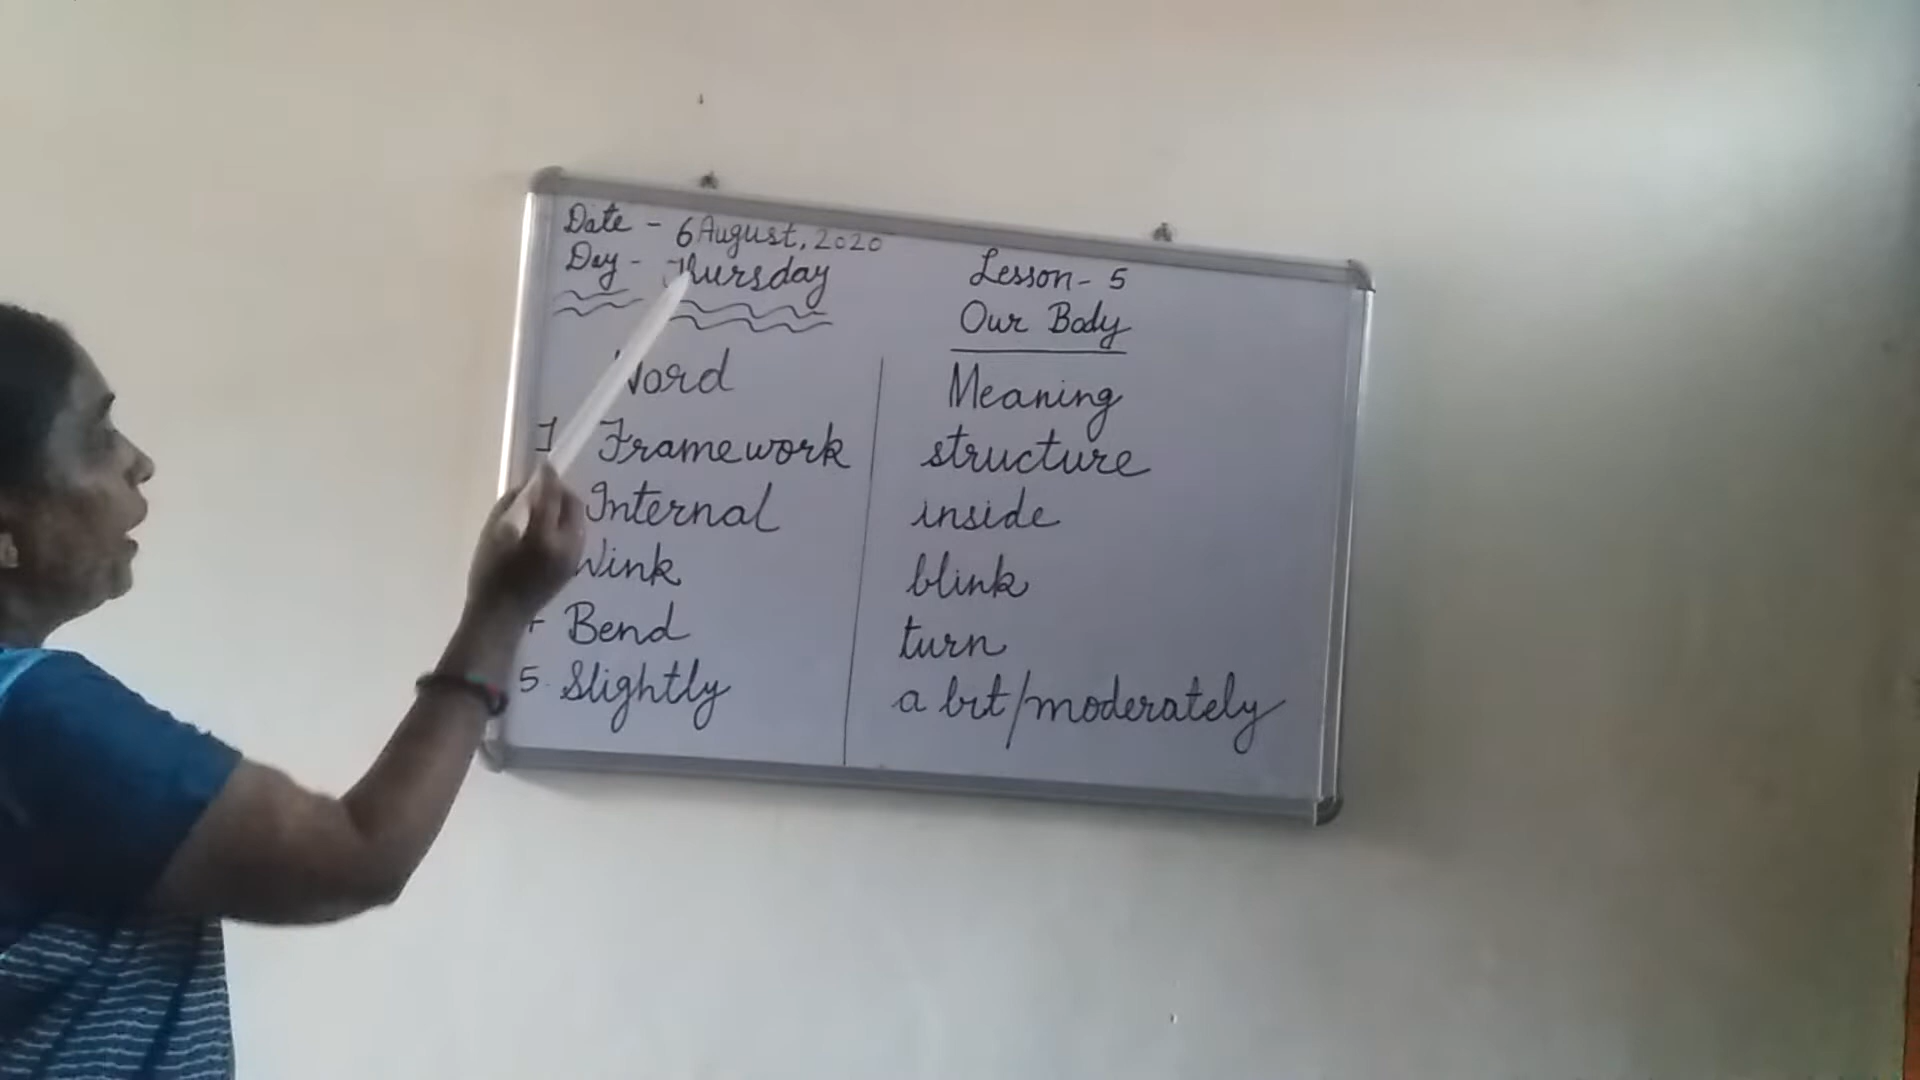 Date - 6 August, 2020
Day - Thursday
Lesson - 5
Our Body
Word Meaning
1 Framework structure
Internal inside
Wink blink
Bend turn
5. Slightly a bit/moderately